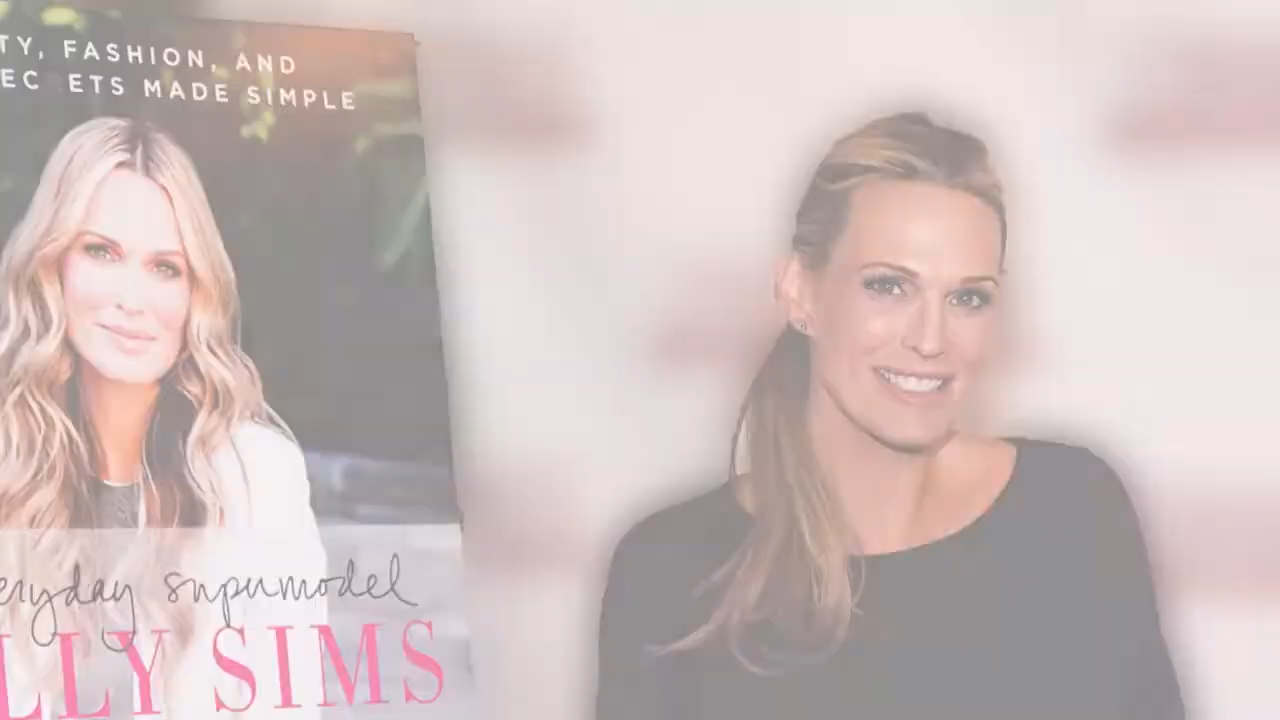 TY, FASHION, AND
EC ETS MADE SIMPLE
eryday supermodel
LLY SIMS